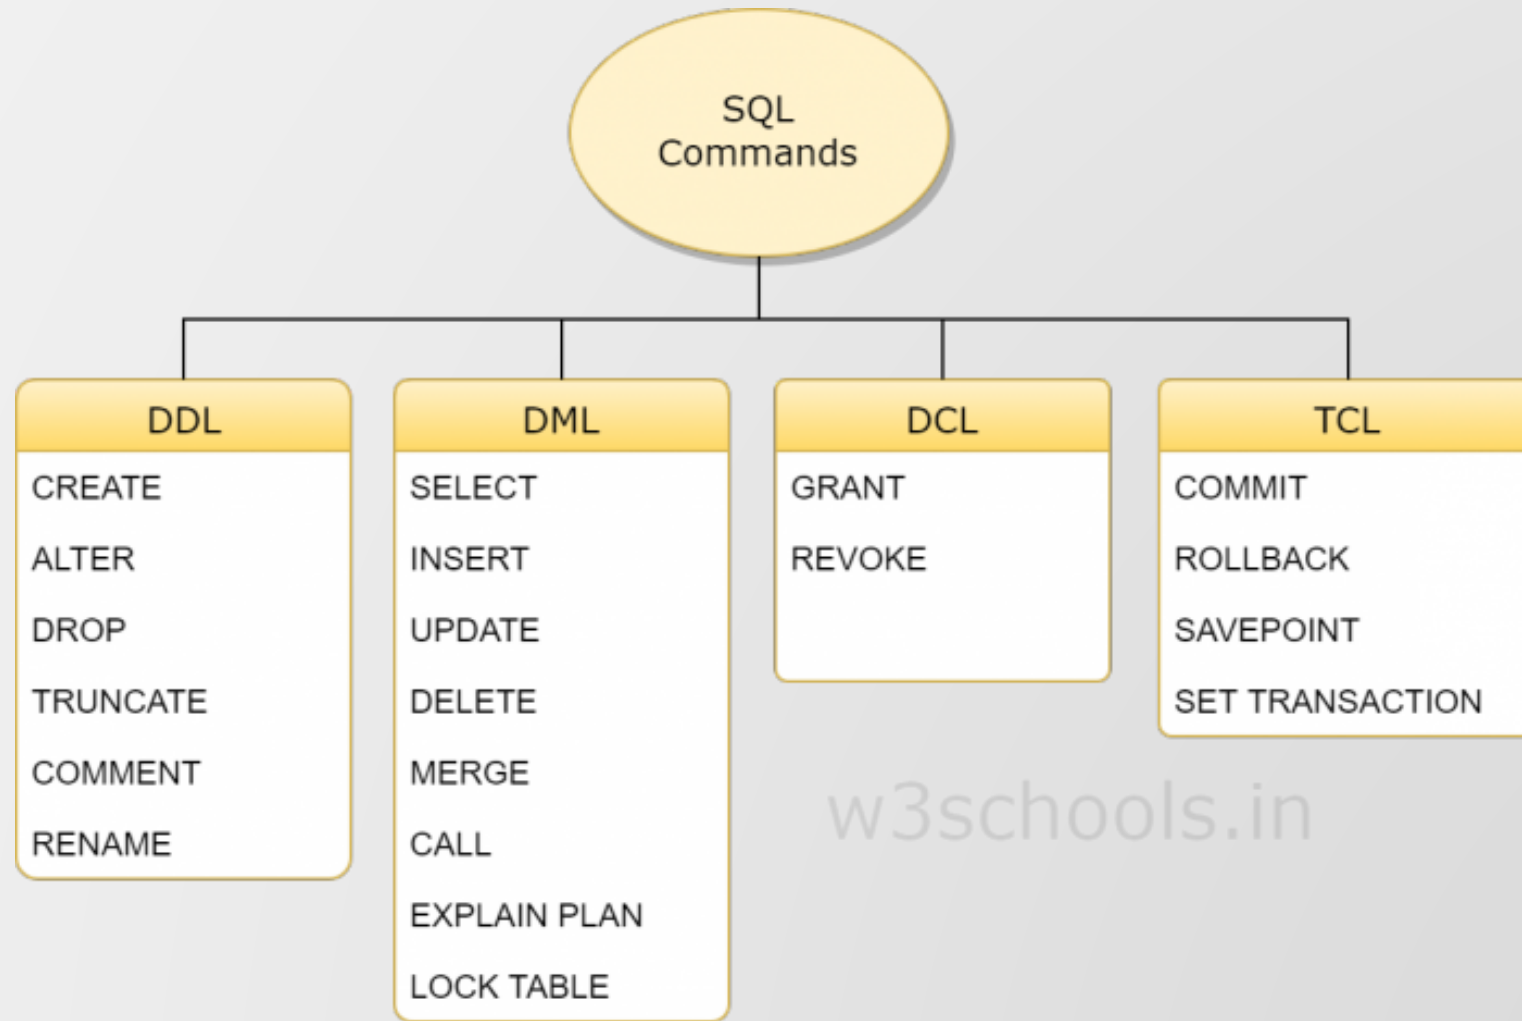 SQL
Commands
DDL
CREATE
ALTER
DROP
TRUNCATE
COMMENT
RENAME
DML
SELECT
INSERT
UPDATE
DELETE
MERGE
CALL
EXPLAIN PLAN
LOCK TABLE
DCL
GRANT
REVOKE
TCL
COMMIT
ROLLBACK
SAVEPOINT
SET TRANSACTION
w3schools.in